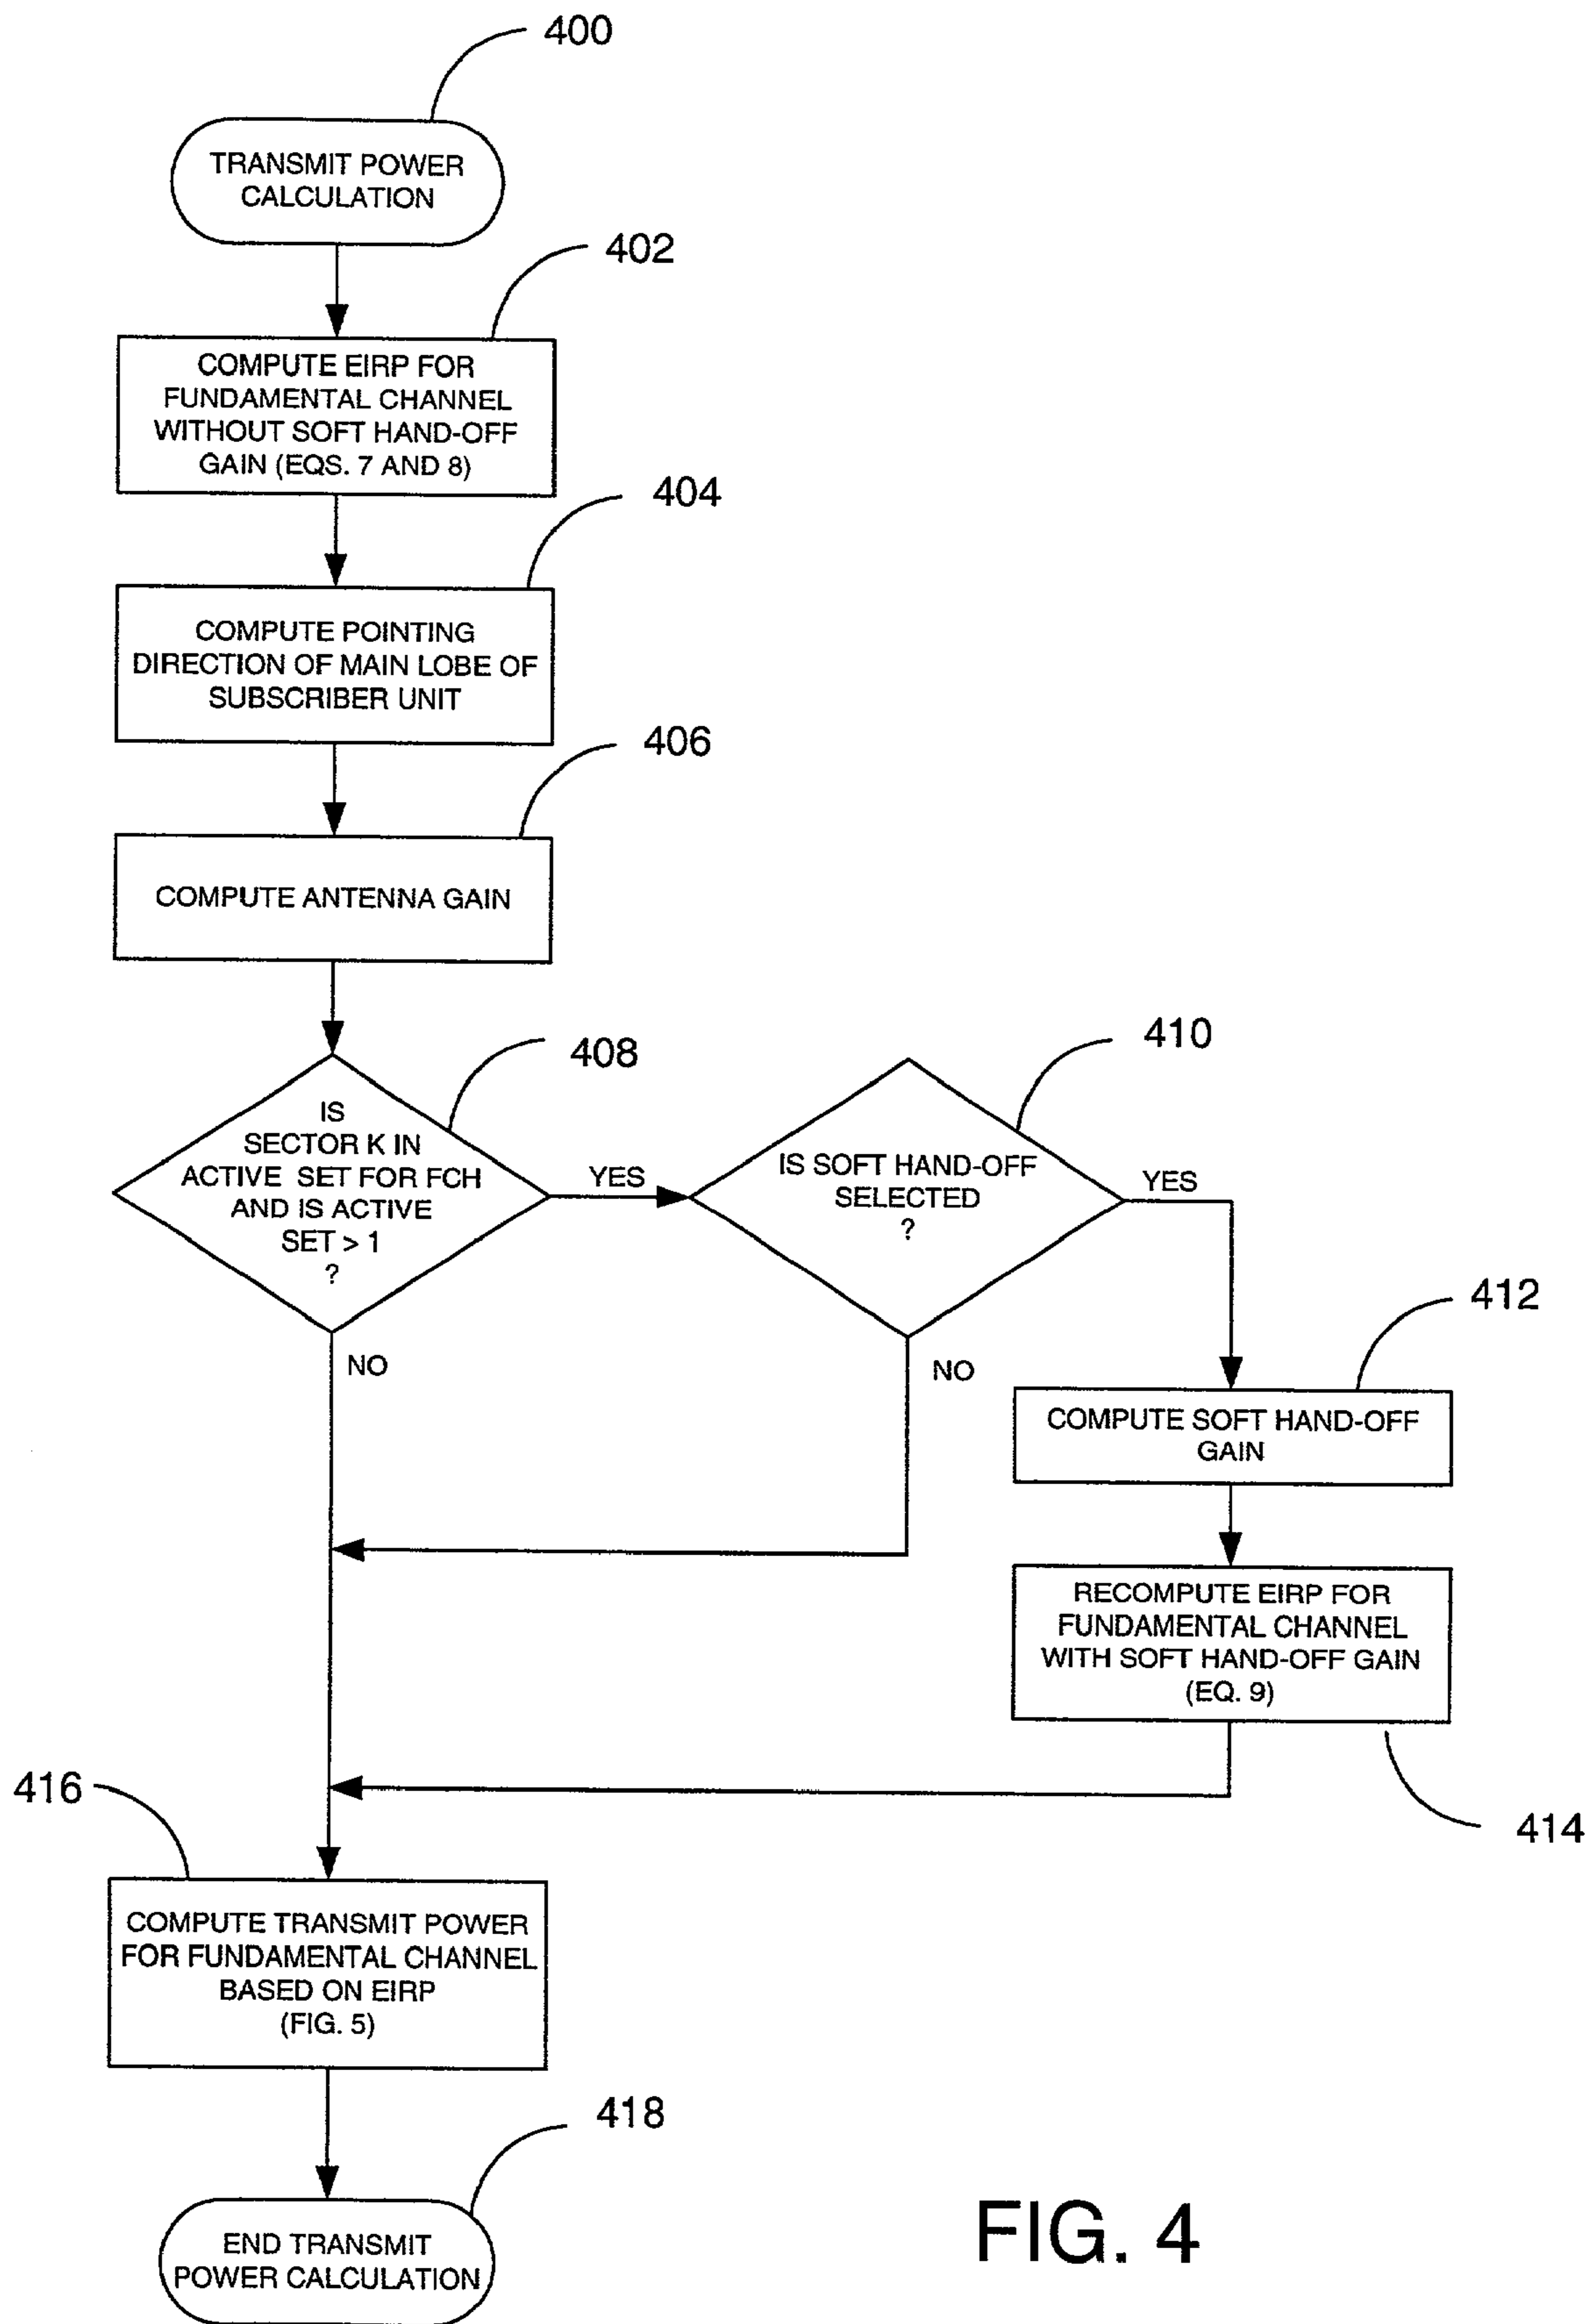 400
TRANSMIT POWER
CALCULATION
402
COMPUTE EIRP FOR
FUNDAMENTAL CHANNEL
WITHOUT SOFT HAND-OFF
GAIN (EQS. 7 AND 8)
404
COMPUTE POINTING
DIRECTION OF MAIN LOBE OF
SUBSCRIBER UNIT
406
COMPUTE ANTENNA GAIN
408
IS
SECTOR K IN
ACTIVE SET FOR FCH
AND IS ACTIVE
SET > 1
?
YES
NO
410
IS SOFT HAND-OFF
SELECTED
?
YES
NO
412
COMPUTE SOFT HAND-OFF
GAIN
RECOMPUTE EIRP FOR
FUNDAMENTAL CHANNEL
WITH SOFT HAND-OFF GAIN
(EQ. 9)
414
416
COMPUTE TRANSMIT POWER
FOR FUNDAMENTAL CHANNEL
BASED ON EIRP
(FIG. 5)
418
END TRANSMIT
POWER CALCULATION
FIG. 4